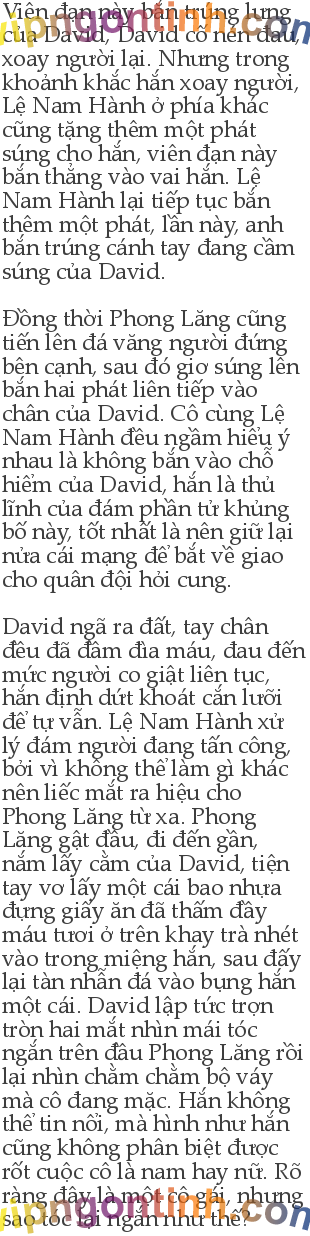 Viên đạn này bắn trúng lưng
của David, David cố nén đau,
xoay người lại. Nhưng trong
khoảnh khắc hắn xoay người,
Lệ Nam Hành ở phía khác
cũng tặng thêm một phát
súng cho hắn, viên đạn này
bắn thẳng vào vai hắn. Lệ
Nam Hành lại tiếp tục bắn
thêm một phát, lần này, anh
bắn trúng cánh tay đang cầm
súng của David.
Đồng thời Phong Lăng cũng
tiến lên đá văng người đứng
bên cạnh, sau đó giơ súng lên
bắn hai phát liên tiếp vào
chân của David. Cô cùng Lệ
Nam Hành đều ngầm hiểu ý
nhau là không bắn vào chỗ
hiểm của David, hắn là thủ
lĩnh của đám phần tử khủng
bố này, tốt nhất là nên giữ lại
nửa cái mạng để bắt về giao
cho quân đội hỏi cung.
David ngã ra đất, tay chân
đều đã đầm đìa máu, đau đến
mức người co giật liên tục,
hắn định dứt khoát cắn lưỡi
để tự vẫn. Lệ Nam Hành xử
lý đám người đang tấn công,
bởi vì không thể làm gì khác
nên liếc mắt ra hiệu cho
Phong Lăng từ xa. Phong
Lăng gật đầu, đi đến gần,
nắm lấy cằm của David, tiện
tay vơ lấy một cái bao nhựa
đựng giấy ăn đã thấm đầy
máu tươi ở trên khay trà nhét
vào trong miệng hắn, sau đấy
lại tàn nhẫn đá vào bụng hắn
một cái. David lập tức trợn
tròn hai mắt nhìn mái tóc
ngắn trên đầu Phong Lăng rồi
lại nhìn chằm chằm bộ váy
mà cô đang mặc. Hắn không
thể tin nổi, mà hình như hắn
cũng không phân biệt được
rốt cuộc cô là nam hay nữ. Rõ
ràng đây là một cô gái, nhưng
sao tóc lại ngắn như thế?
vipngontinh.com
vipngontinh.com